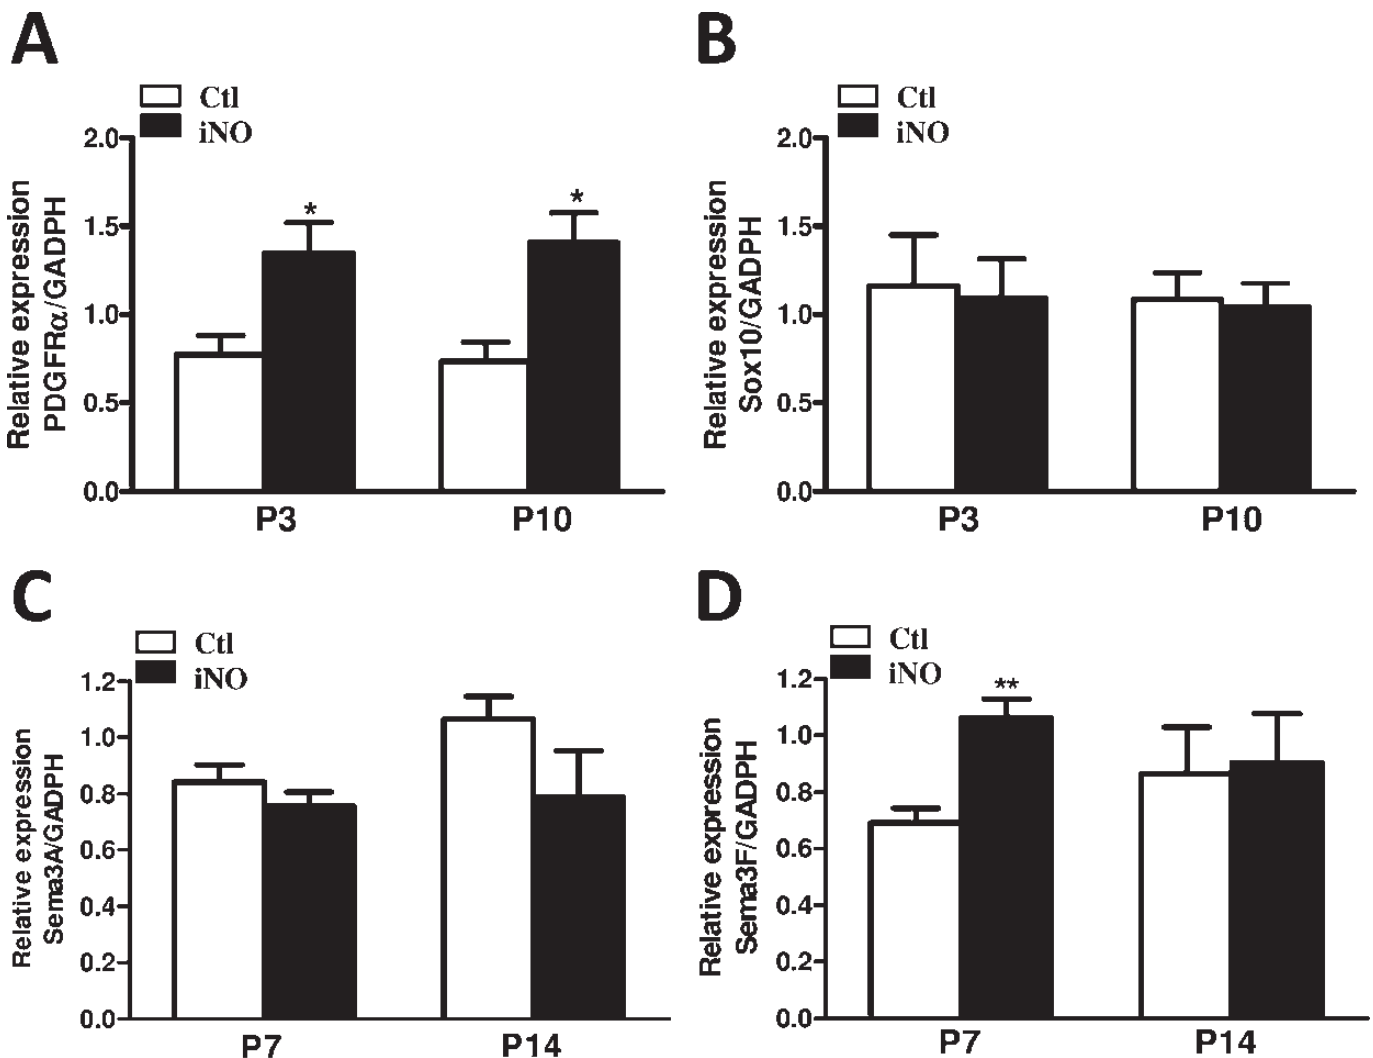 A
Ctl
iNO
Relative expression
PDGFRα/GADPH
2.0
1.5
1.0
0.5
0.0
*
*
P3
P10
B
Ctl
iNO
Relative expression
Sox10/GADPH
2.0
1.5
1.0
0.5
0.0
P3
P10
C
Ctl
iNO
Relative expression
Sema3A/GADPH
1.2
1.0
0.8
0.6
0.4
0.2
0.0
P7
P14
D
Ctl
iNO
Relative expression
Sema3F/GADPH
1.2
1.0
0.8
0.6
0.4
0.2
0.0
**
P7
P14